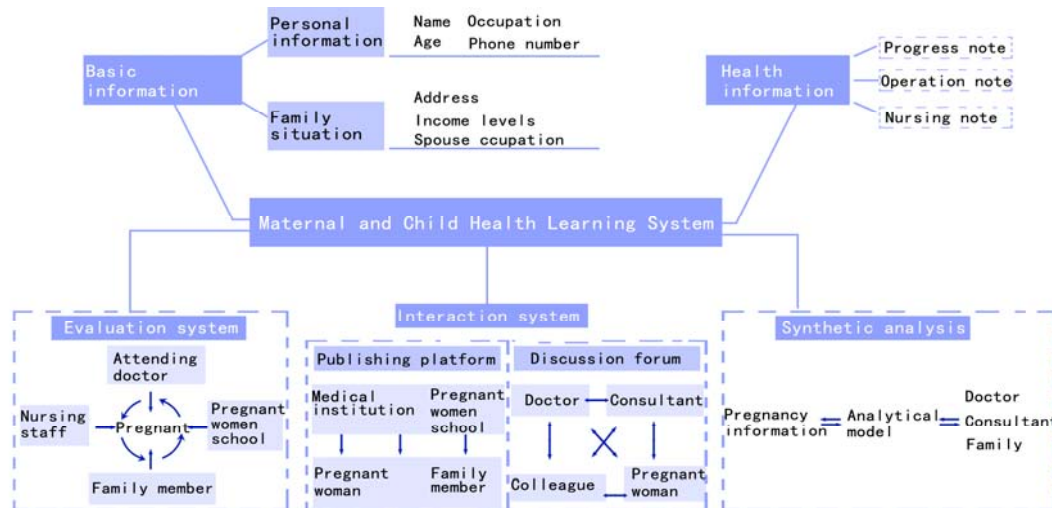 Personal
information
Name Occupation
Age Phone number
Basic
information
Family
situation
Address
Income levels
Spouse ccupation
Health
information
Progress note
Operation note
Nursing note
Maternal and Child Health Learning System
Evaluation system
Attending
doctor
Nursing
staff
Pregnant
Pregnant
women
school
Family member
Interaction system
Publishing platform
Medical
institution
Pregnant
women
school
Pregnant
woman
Family
member
Discussion forum
Doctor
Consultant
Colleague
Pregnant
woman
Synthetic analysis
Pregnancy
information
Analytical
model
Doctor
Consultant
Family